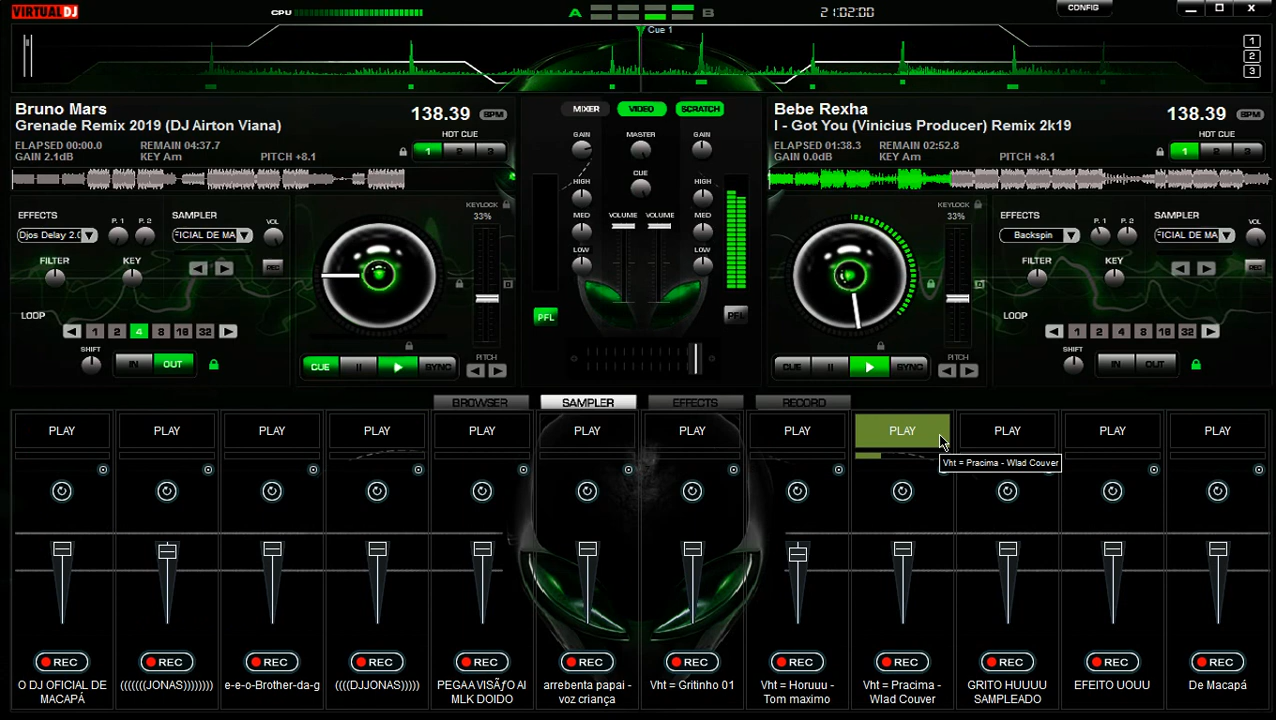 VIRTUAL DJ
CPU
A B
21:02:00
CONFIG
Cue 1
1
2
3
Bruno Mars
Grenade Remix 2019 (DJ Airton Viana)
138.39 BPM
ELAPSED 00:00.0 REMAIN 04:37.7
GAIN 2.1dB KEY Am PITCH +8.1
HOT CUE
1 2 3
MIXER VIDEO SCRATCH
Bebe Rexha
I - Got You (Vinicius Producer) Remix 2k19
138.39 BPM
ELAPSED 01:38.3 REMAIN 02:52.8
GAIN 0.0dB KEY Am PITCH +8.1
HOT CUE
1 2 3
EFFECTS P. 1 P. 2 SAMPLER VOL
Djos Delay 2.0 FICIAL DE MA
FILTER KEY REC
LOOP
1 2 4 8 16 32
SHIFT IN OUT
KEYLOCK
33%
CUE II SYNC
PITCH
GAIN MASTER GAIN
CUE
HIGH HIGH
MED VOLUME VOLUME MED
LOW LOW
PFL PFL
KEYLOCK
33%
CUE II SYNC
PITCH
EFFECTS P. 1 P. 2 SAMPLER VOL
Backspin FICIAL DE MA
FILTER KEY REC
LOOP
1 2 4 8 16 32
SHIFT IN OUT
BROWSER SAMPLER EFFECTS RECORD
PLAY PLAY PLAY PLAY PLAY PLAY PLAY PLAY PLAY PLAY PLAY PLAY
Vht = Pracima - Wlad Couver
REC REC REC REC REC REC REC REC REC REC REC REC
O DJ OFICIAL DE
MACAPÁ
(((((((JONAS))))))))
e-e-o-Brother-da-g
((((DJJONAS)))))
PEGA A VISÃƒO AI
MLK DOIDO
arrebenta papai -
voz criança
Vht = Gritinho 01
Vht = Horuuu -
Tom maximo
Vht = Pracima -
Wlad Couver
GRITO HUUUU
SAMPLEADO
EFEITO UOUU
De Macapá